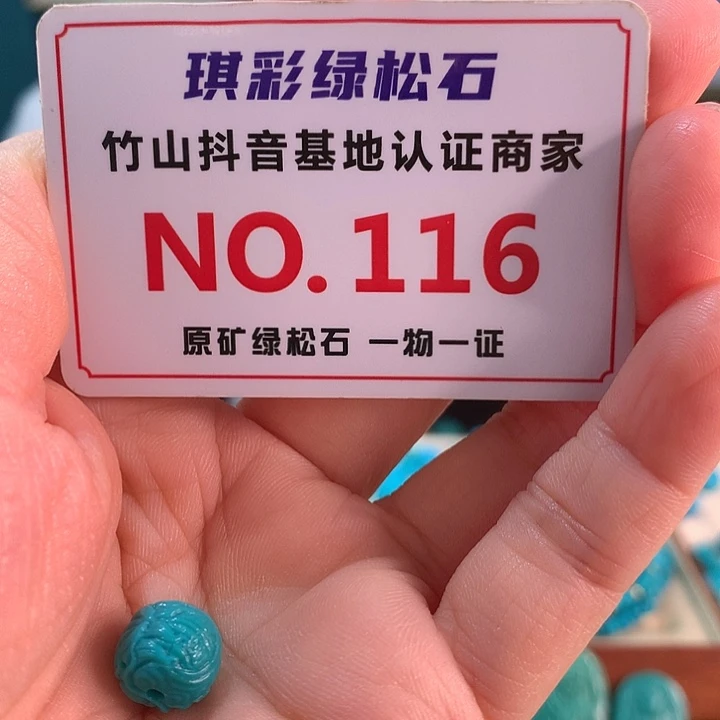 琪彩绿松石
竹山抖音基地认证商家
NO.116
原矿绿松石 一物一证